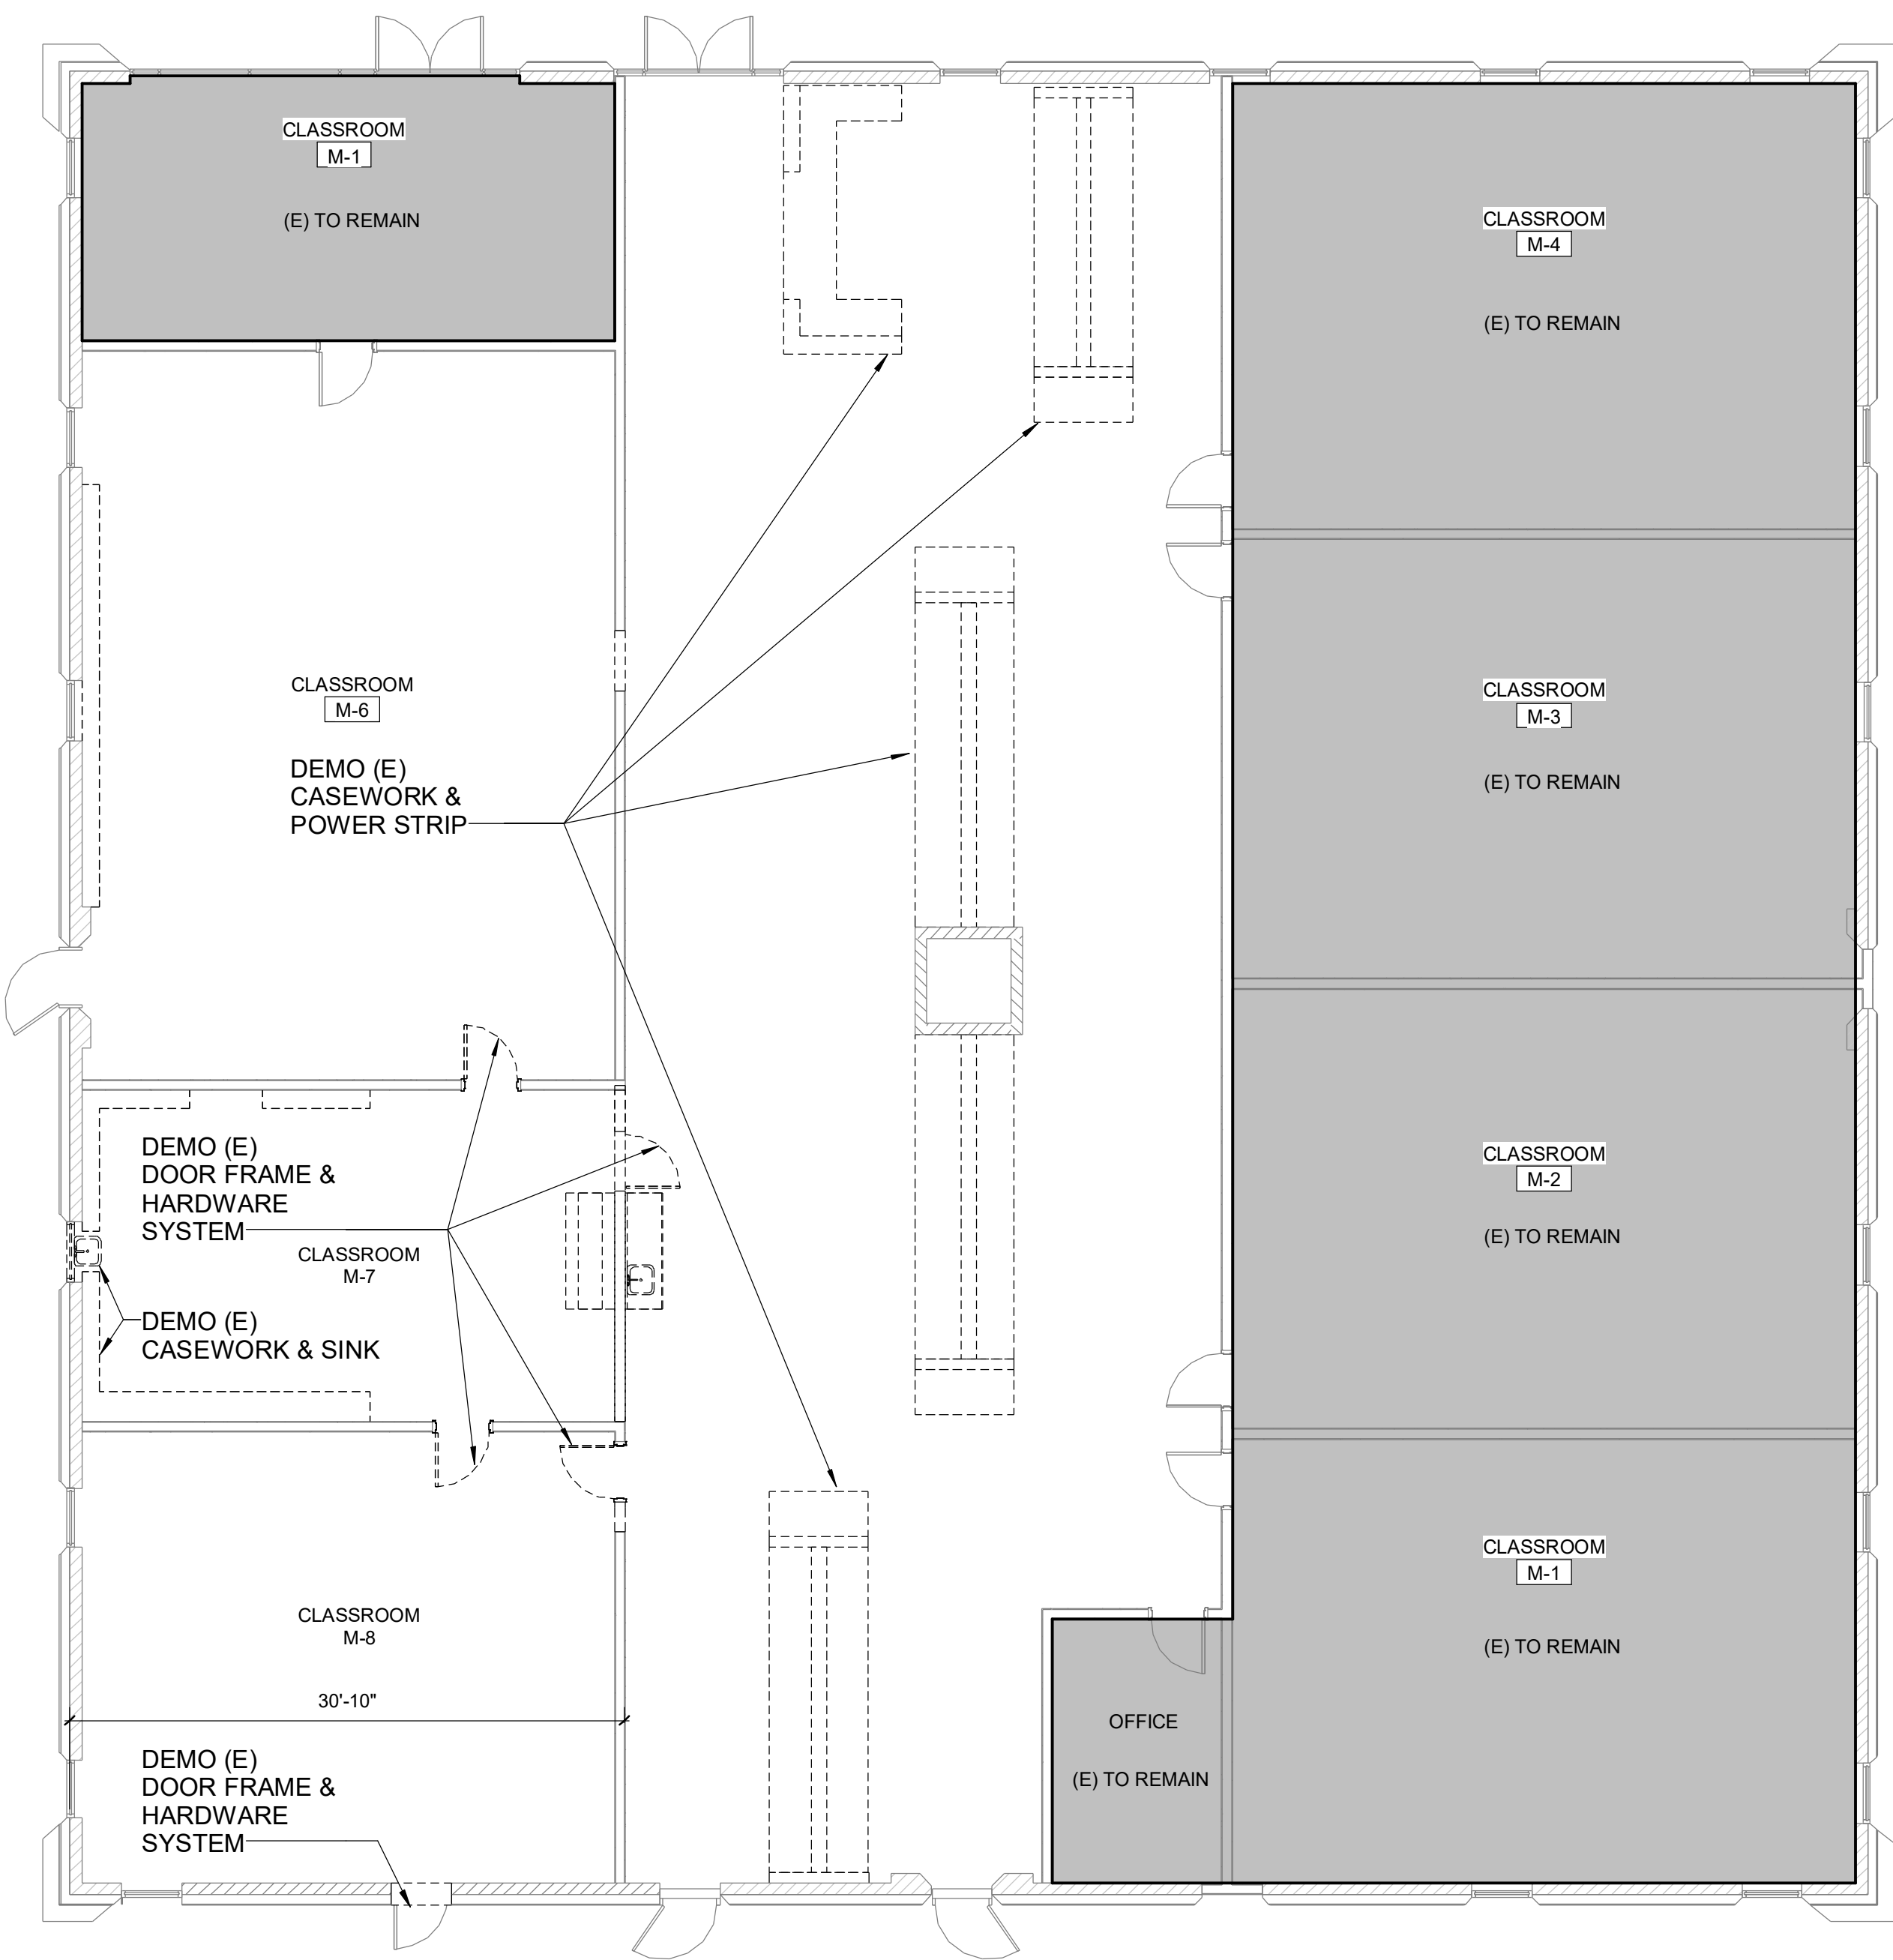 CLASSROOM
M-1
(E) TO REMAIN
CLASSROOM
M-4
(E) TO REMAIN
CLASSROOM
M-6
DEMO (E)
CASEWORK &
POWER STRIP
CLASSROOM
M-3
(E) TO REMAIN
DEMO (E)
DOOR FRAME &
HARDWARE
SYSTEM
CLASSROOM
M-7
DEMO (E)
CASEWORK & SINK
CLASSROOM
M-2
(E) TO REMAIN
CLASSROOM
M-8
30'-10"
DEMO (E)
DOOR FRAME &
HARDWARE
SYSTEM
CLASSROOM
M-1
(E) TO REMAIN
OFFICE
(E) TO REMAIN